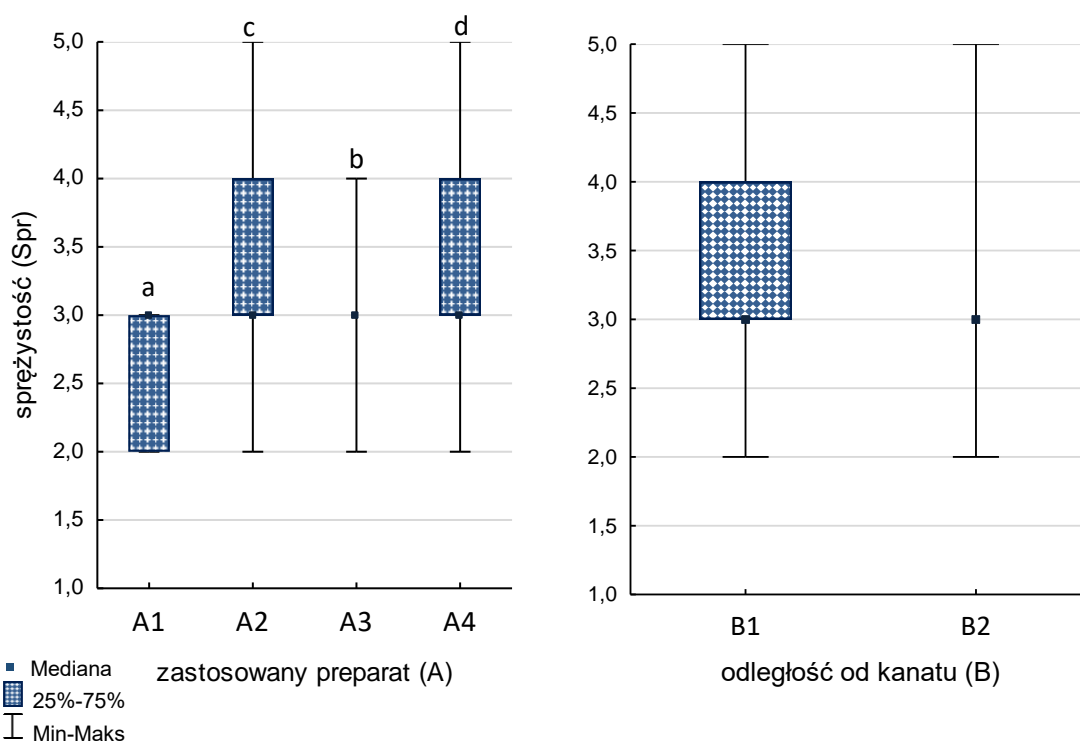 c
d
5,0
4,5
4,0
3,5
3,0
2,5
2,0
1,5
1,0
b
a
sprężystość (Spr)
A1 A2 A3 A4
zastosowany preparat (A)
5,0
4,5
4,0
3,5
3,0
2,5
2,0
1,5
1,0
B1 B2
odległość od kanatu (B)
Mediana
25%-75%
Min-Maks